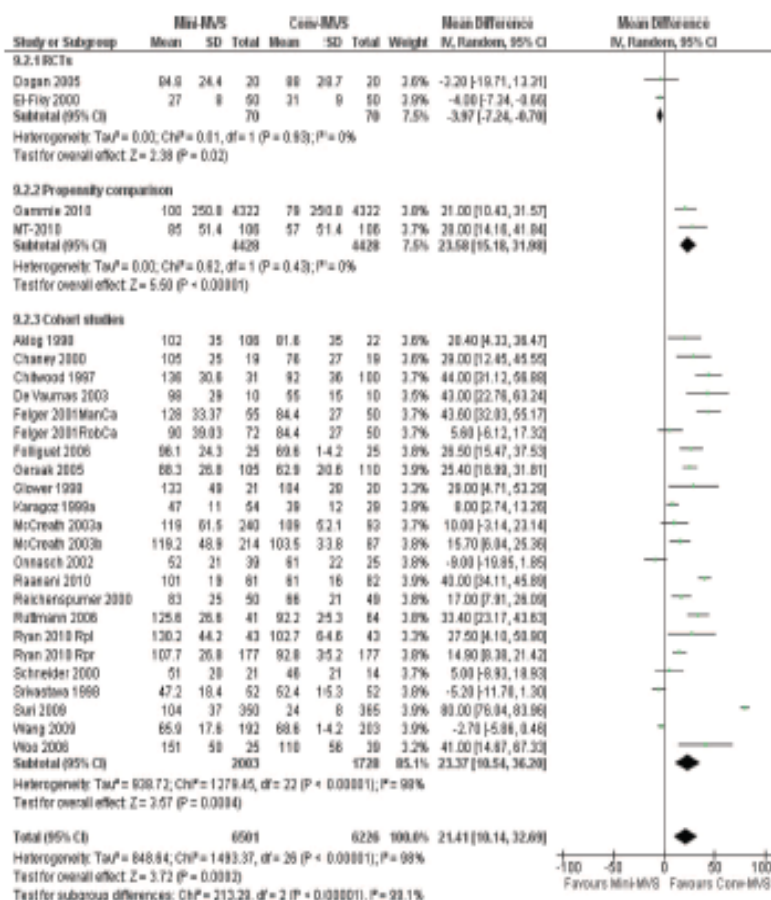 Mini-MVS Conv-MVS Mean Difference Mean Difference
Study or Subgroup Mean SD Total Mean SD Total Weight IV, Random, 95% CI IV, Random, 95% CI
9.2.1 RCTs
Dogan 2005 84.8 24.4 20 88 28.7 20 3.6% -3.20 [-19.71, 13.31]
El-Fiky 2000 27 8 50 31 9 50 3.9% -4.00 [-7.34, -0.66]
Subtotal (95% CI) 70 70 7.5% -3.97 [-7.24, -0.70]
Heterogeneity: Tau² = 0.00; Chi² = 0.01, df = 1 (P = 0.93); I² = 0%
Test for overall effect: Z = 2.38 (P = 0.02)
9.2.2 Propensity comparison
Gammie 2010 100 250.8 4322 79 250.8 4322 3.8% 21.00 [10.43, 31.57]
MT-2010 85 51.4 106 57 51.4 106 3.7% 28.00 [14.16, 41.84]
Subtotal (95% CI) 4428 4428 7.5% 23.58 [15.18, 31.98]
Heterogeneity: Tau² = 0.00; Chi² = 0.62, df = 1 (P = 0.43); I² = 0%
Test for overall effect: Z = 5.50 (P < 0.00001)
9.2.3 Cohort studies
Aklog 1998 102 35 106 81.6 35 22 3.6% 20.40 [4.33, 36.47]
Chaney 2000 105 25 19 76 27 19 3.6% 29.00 [12.45, 45.55]
Chitwood 1997 136 30.6 31 92 36 100 3.7% 44.00 [31.12, 56.88]
De Vaumas 2003 98 29 10 55 15 10 3.4% 43.00 [22.76, 63.24]
Felger 2001ManCa 128 33.37 55 84.4 27 50 3.8% 43.60 [32.03, 55.17]
Felger 2001RobCa 90 39.03 72 84.4 27 50 3.7% 5.60 [-6.12, 17.32]
Folliguet 2006 96.1 24.3 25 69.6 14.2 25 3.8% 26.50 [15.47, 37.53]
Gersak 2005 88.3 26.8 105 62.9 20.6 110 3.9% 25.40 [18.99, 31.81]
Glower 1998 133 49 21 104 28 20 3.2% 29.00 [4.71, 53.29]
Karagoz 1999a 47 11 54 39 12 29 3.9% 8.00 [2.74, 13.26]
McCreath 2003a 119 61.5 240 109 52.1 93 3.7% 10.00 [-3.14, 23.14]
McCreath 2003b 119.2 48.9 214 103.5 33.8 87 3.8% 15.70 [6.04, 25.36]
Onnasch 2002 52 21 39 61 22 25 3.8% -9.00 [-19.85, 1.85]
Raanani 2010 101 19 61 61 16 82 3.9% 40.00 [34.11, 45.89]
Reichenspurner 2000 83 25 50 66 21 49 3.8% 17.00 [7.91, 26.09]
Ruttmann 2006 125.6 26.6 41 92.2 25.3 64 3.8% 33.40 [23.17, 43.63]
Ryan 2010 Rpl 130.2 44.2 43 102.7 64.6 43 3.3% 27.50 [4.10, 50.90]
Ryan 2010 Rpr 107.7 26.8 177 92.8 35.2 177 3.9% 14.90 [8.38, 21.42]
Schneider 2000 51 20 21 46 21 14 3.7% 5.00 [-8.93, 18.93]
Srivastava 1998 47.2 18.4 52 52.4 15.3 52 3.9% -5.20 [-11.70, 1.30]
Suri 2009 104 37 350 24 8 365 3.9% 80.00 [76.04, 83.96]
Wang 2009 65.9 17.6 192 68.6 14.2 203 3.9% -2.70 [-5.86, 0.46]
Woo 2006 151 50 25 110 56 39 3.2% 41.00 [14.67, 67.33]
Subtotal (95% CI) 2003 1728 85.1% 23.37 [10.54, 36.20]
Heterogeneity: Tau² = 938.72; Chi² = 1279.45, df = 22 (P < 0.00001); I² = 98%
Test for overall effect: Z = 3.57 (P = 0.0004)
Total (95% CI) 6501 6226 100.0% 21.41 [10.14, 32.69]
Heterogeneity: Tau² = 848.64; Chi² = 1493.37, df = 26 (P < 0.00001); I² = 98%
Test for overall effect: Z = 3.72 (P = 0.0002)
Test for subgroup differences: Chi² = 213.29, df = 2 (P < 0.00001), I² = 99.1%
-100 -50 0 50 100
Favours Mini-MVS Favours Conv-MVS